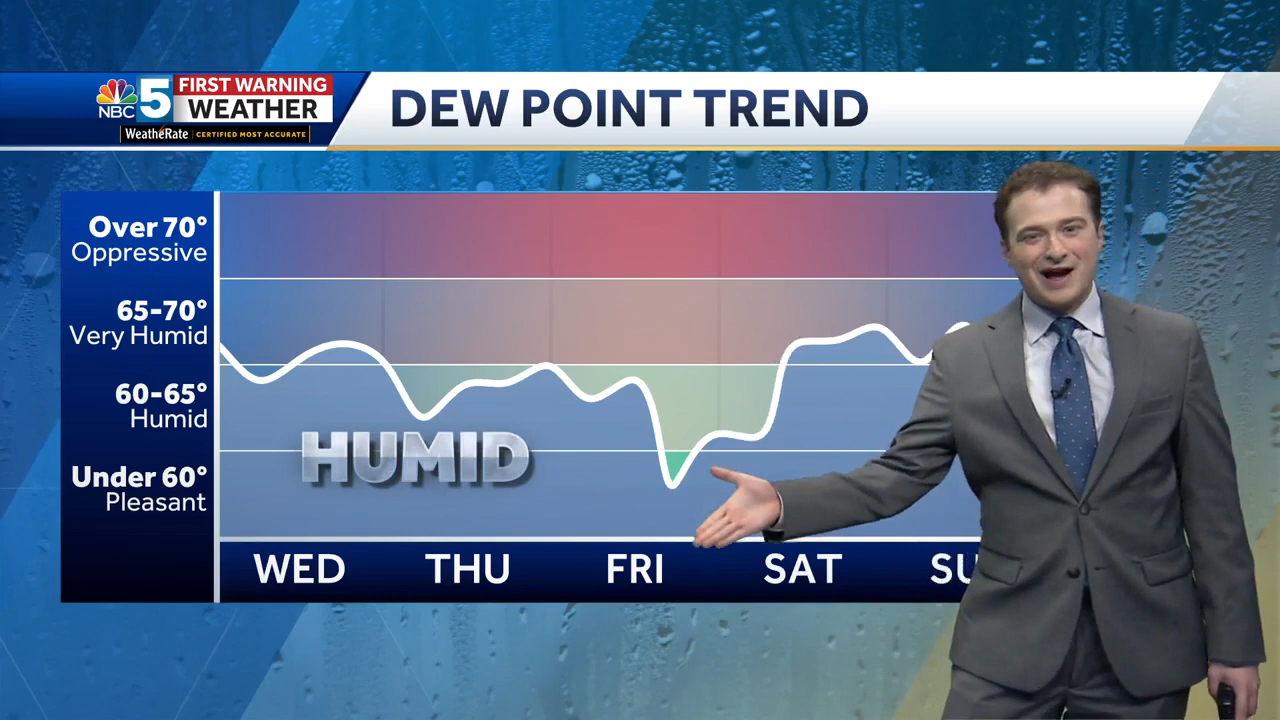 NBC 5 FIRST WARNING
WEATHER
WeatheRate | CERTIFIED MOST ACCURATE
DEW POINT TREND
Over 70°
Oppressive
65-70°
Very Humid
60-65°
Humid
Under 60°
Pleasant
HUMID
WED THU FRI SAT SU